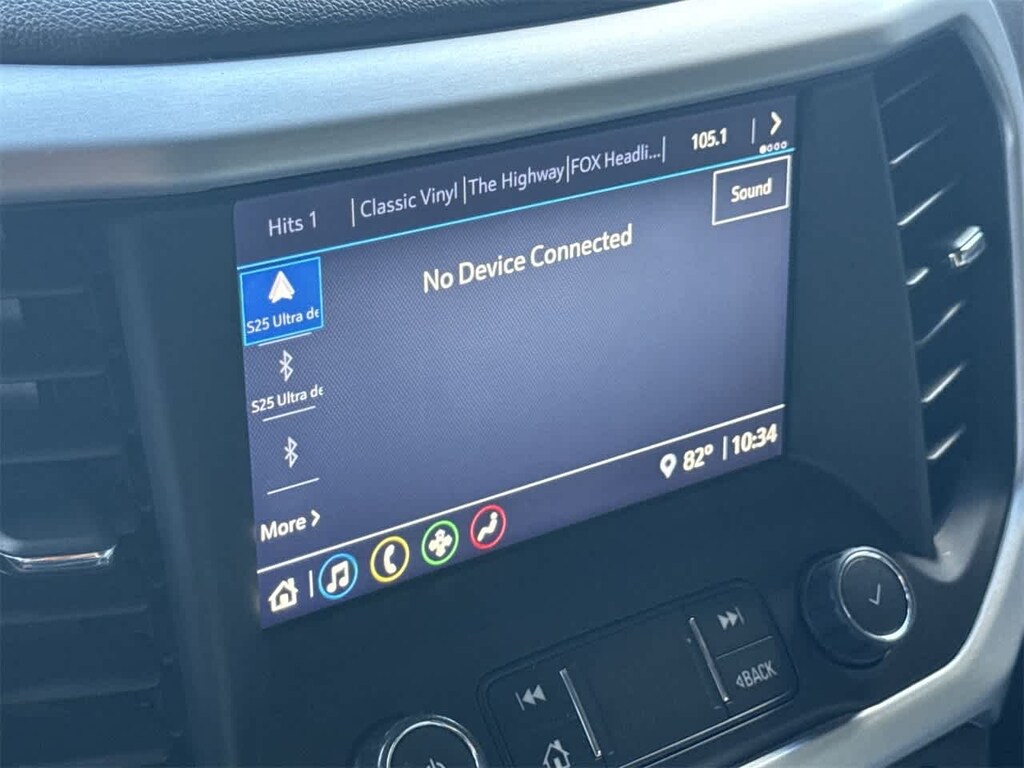 Hits 1 | Classic Vinyl | The Highway | FOX Headli... | 105.1
Sound
No Device Connected
S25 Ultra de
S25 Ultra de
More
82° | 10:34
BACK